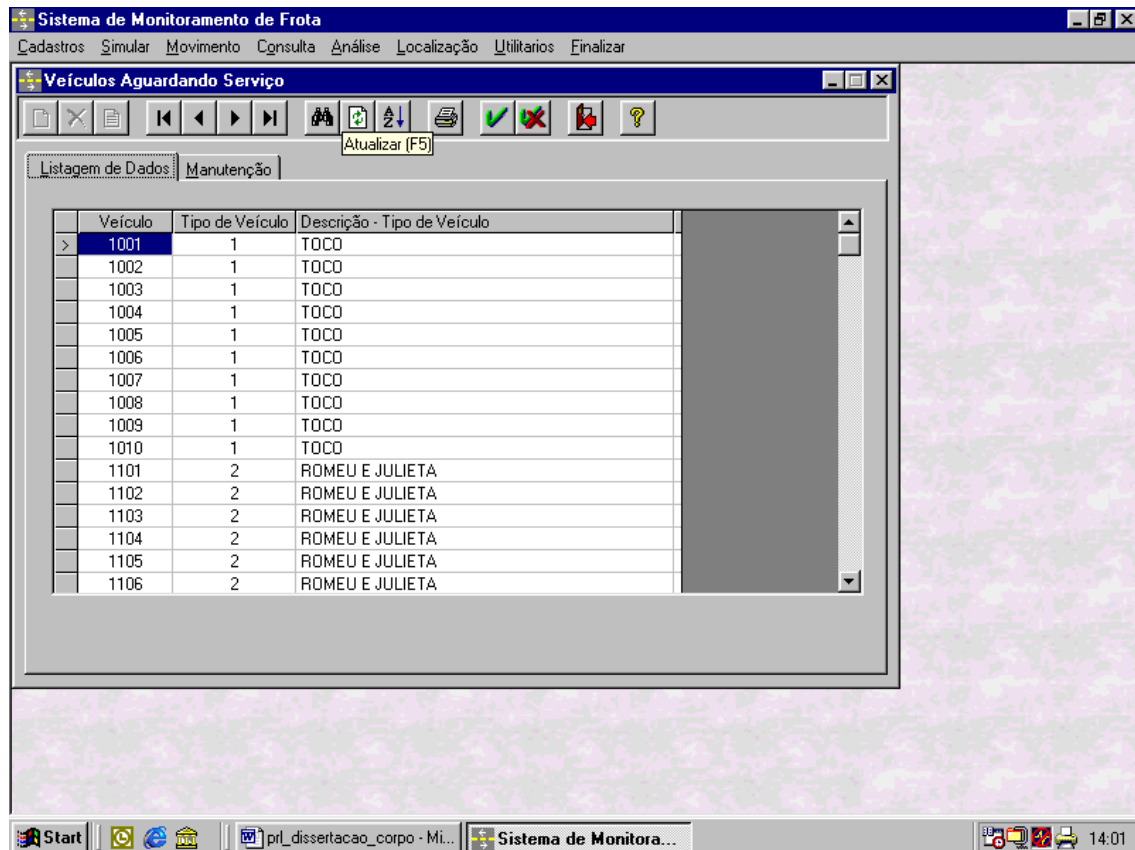 Sistema de Monitoramento de Frota
Cadastros Simular Movimento Consulta Análise Localização Utilitarios Finalizar
Veículos Aguardando Serviço
Atualizar (F5)
Listagem de Dados Manutenção
Veículo Tipo de Veículo Descrição - Tipo de Veículo
1001 1 TOCO
1002 1 TOCO
1003 1 TOCO
1004 1 TOCO
1005 1 TOCO
1006 1 TOCO
1007 1 TOCO
1008 1 TOCO
1009 1 TOCO
1010 1 TOCO
1101 2 ROMEU E JULIETA
1102 2 ROMEU E JULIETA
1103 2 ROMEU E JULIETA
1104 2 ROMEU E JULIETA
1105 2 ROMEU E JULIETA
1106 2 ROMEU E JULIETA
Start prl_dissertacao_corpo - Mi... Sistema de Monitora... 14:01